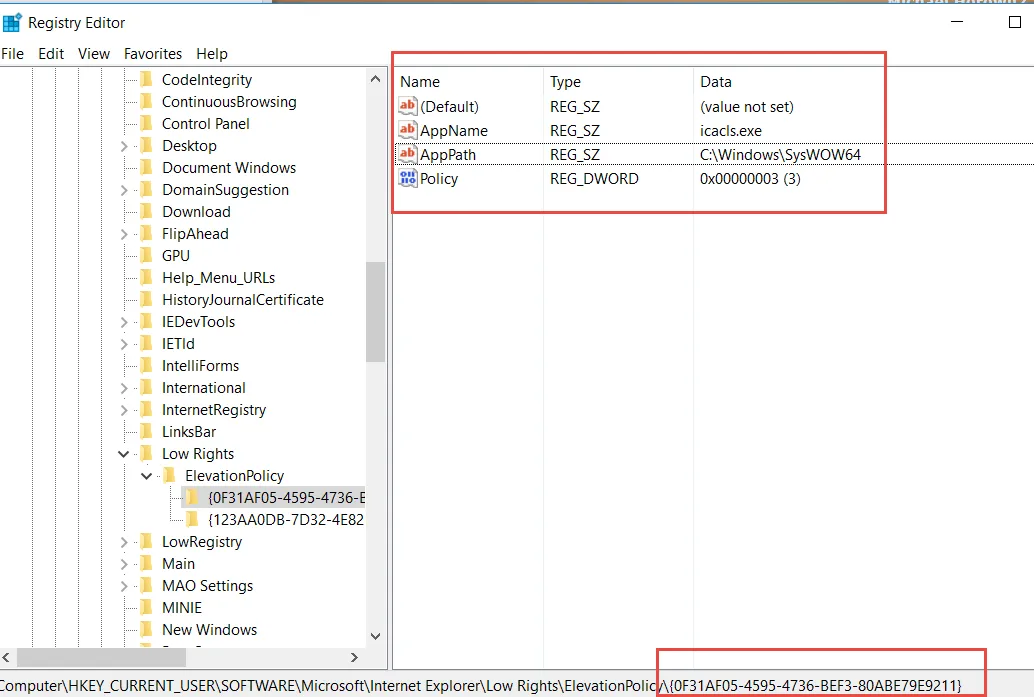 Registry Editor
File Edit View Favorites Help
CodeIntegrity
ContinuousBrowsing
Control Panel
Desktop
Document Windows
DomainSuggestion
Download
FlipAhead
GPU
Help_Menu_URLs
HistoryJournalCertificate
IEDevTools
IETId
IntelliForms
International
InternetRegistry
LinksBar
Low Rights
ElevationPolicy
{0F31AF05-4595-4736-B
{123AA0DB-7D32-4E82
LowRegistry
Main
MAO Settings
MINIE
New Windows
Name Type Data
(Default) REG_SZ (value not set)
AppName REG_SZ icacls.exe
AppPath REG_SZ C:\Windows\SysWOW64
Policy REG_DWORD 0x00000003 (3)
Computer\HKEY_CURRENT_USER\SOFTWARE\Microsoft\Internet Explorer\Low Rights\ElevationPolicy\{0F31AF05-4595-4736-BEF3-80ABE79E9211}